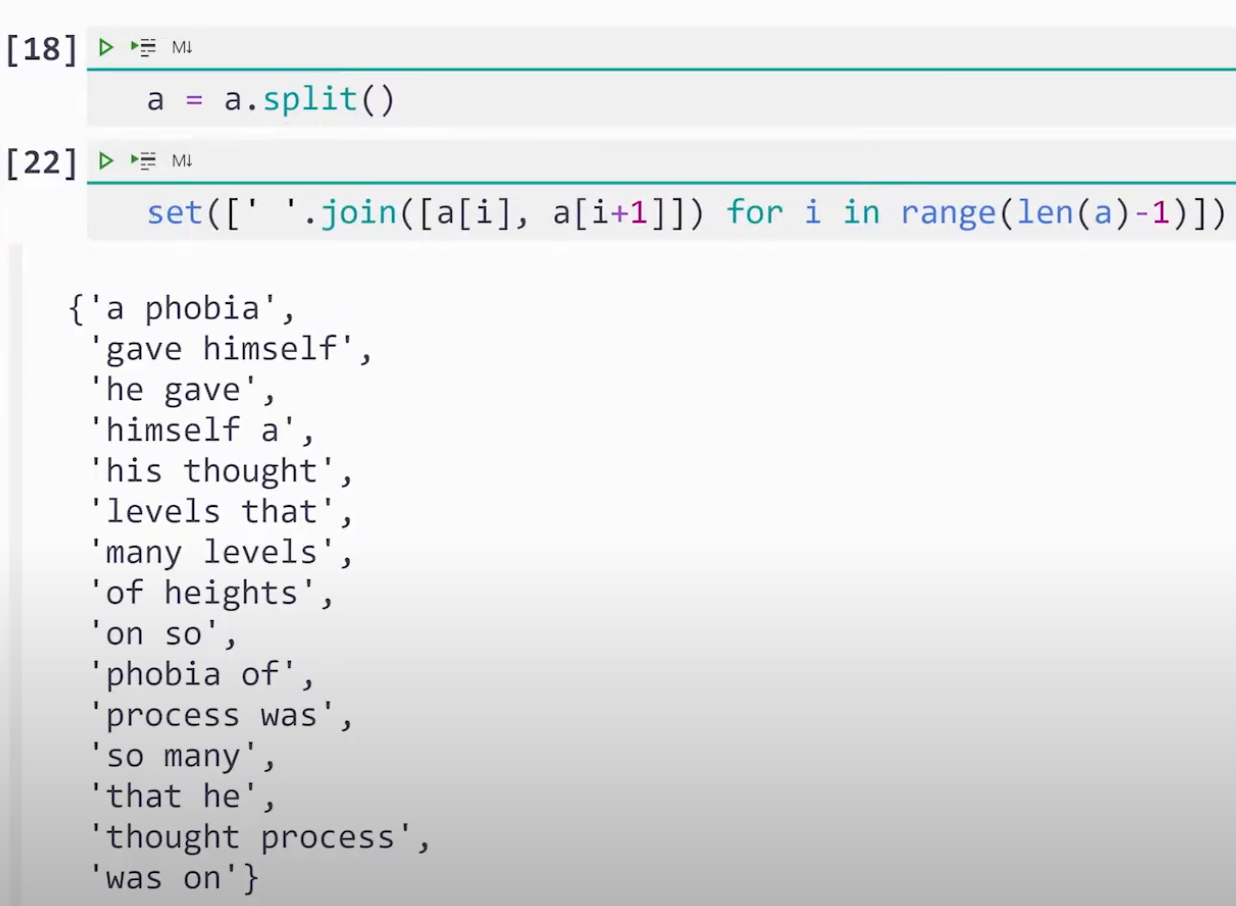 [18] M↓
a = a.split()
[22] M↓
set([' '.join([a[i], a[i+1]]) for i in range(len(a)-1)])
{'a phobia',
'gave himself',
'he gave',
'himself a',
'his thought',
'levels that',
'many levels',
'of heights',
'on so',
'phobia of',
'process was',
'so many',
'that he',
'thought process',
'was on'}